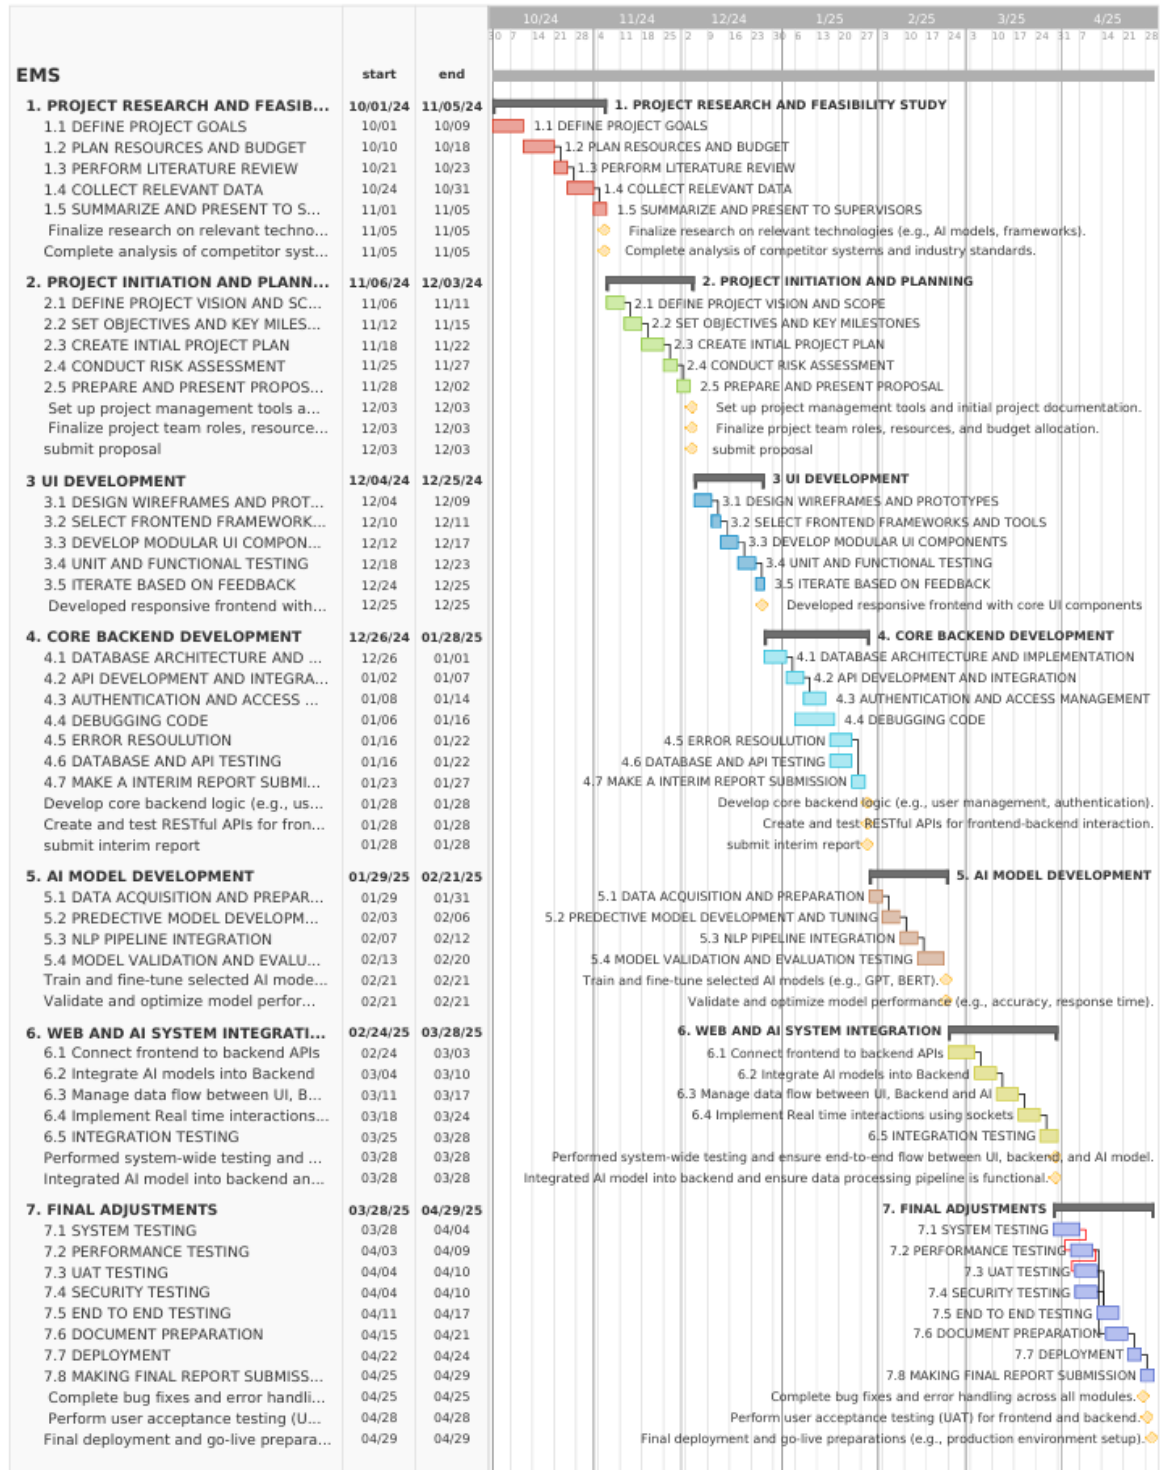 10/24 11/24 12/24 1/25 2/25 3/25 4/25
30 7 14 21 28 4 11 18 25 2 9 16 23 30 6 13 20 27 3 10 17 24 3 10 17 24 31 7 14 21 28
EMS start end
1. PROJECT RESEARCH AND FEASIB... 10/01/24 11/05/24 1. PROJECT RESEARCH AND FEASIBILITY STUDY
1.1 DEFINE PROJECT GOALS 10/01 10/09 1.1 DEFINE PROJECT GOALS
1.2 PLAN RESOURCES AND BUDGET 10/10 10/18 1.2 PLAN RESOURCES AND BUDGET
1.3 PERFORM LITERATURE REVIEW 10/21 10/23 1.3 PERFORM LITERATURE REVIEW
1.4 COLLECT RELEVANT DATA 10/24 10/31 1.4 COLLECT RELEVANT DATA
1.5 SUMMARIZE AND PRESENT TO S... 11/01 11/05 1.5 SUMMARIZE AND PRESENT TO SUPERVISORS
Finalize research on relevant techno... 11/05 11/05 Finalize research on relevant technologies (e.g., AI models, frameworks).
Complete analysis of competitor syst... 11/05 11/05 Complete analysis of competitor systems and industry standards.
2. PROJECT INITIATION AND PLANN... 11/06/24 12/03/24 2. PROJECT INITIATION AND PLANNING
2.1 DEFINE PROJECT VISION AND SC... 11/06 11/11 2.1 DEFINE PROJECT VISION AND SCOPE
2.2 SET OBJECTIVES AND KEY MILES... 11/12 11/15 2.2 SET OBJECTIVES AND KEY MILESTONES
2.3 CREATE INTIAL PROJECT PLAN 11/18 11/22 2.3 CREATE INTIAL PROJECT PLAN
2.4 CONDUCT RISK ASSESSMENT 11/25 11/27 2.4 CONDUCT RISK ASSESSMENT
2.5 PREPARE AND PRESENT PROPOS... 11/28 12/02 2.5 PREPARE AND PRESENT PROPOSAL
Set up project management tools a... 12/03 12/03 Set up project management tools and initial project documentation.
Finalize project team roles, resource... 12/03 12/03 Finalize project team roles, resources, and budget allocation.
submit proposal 12/03 12/03 submit proposal
3 UI DEVELOPMENT 12/04/24 12/25/24 3 UI DEVELOPMENT
3.1 DESIGN WIREFRAMES AND PROT... 12/04 12/09 3.1 DESIGN WIREFRAMES AND PROTOTYPES
3.2 SELECT FRONTEND FRAMEWORK... 12/10 12/11 3.2 SELECT FRONTEND FRAMEWORKS AND TOOLS
3.3 DEVELOP MODULAR UI COMPON... 12/12 12/17 3.3 DEVELOP MODULAR UI COMPONENTS
3.4 UNIT AND FUNCTIONAL TESTING 12/18 12/23 3.4 UNIT AND FUNCTIONAL TESTING
3.5 ITERATE BASED ON FEEDBACK 12/24 12/25 3.5 ITERATE BASED ON FEEDBACK
Developed responsive frontend with... 12/25 12/25 Developed responsive frontend with core UI components
4. CORE BACKEND DEVELOPMENT 12/26/24 01/28/25 4. CORE BACKEND DEVELOPMENT
4.1 DATABASE ARCHITECTURE AND ... 12/26 01/01 4.1 DATABASE ARCHITECTURE AND IMPLEMENTATION
4.2 API DEVELOPMENT AND INTEGRA... 01/02 01/07 4.2 API DEVELOPMENT AND INTEGRATION
4.3 AUTHENTICATION AND ACCESS ... 01/08 01/14 4.3 AUTHENTICATION AND ACCESS MANAGEMENT
4.4 DEBUGGING CODE 01/06 01/16 4.4 DEBUGGING CODE
4.5 ERROR RESOULUTION 01/16 01/22 4.5 ERROR RESOULUTION
4.6 DATABASE AND API TESTING 01/16 01/22 4.6 DATABASE AND API TESTING
4.7 MAKE A INTERIM REPORT SUBMI... 01/23 01/27 4.7 MAKE A INTERIM REPORT SUBMISSION
Develop core backend logic (e.g., us... 01/28 01/28 Develop core backend logic (e.g., user management, authentication).
Create and test RESTful APIs for fron... 01/28 01/28 Create and test RESTful APIs for frontend-backend interaction.
submit interim report 01/28 01/28 submit interim report
5. AI MODEL DEVELOPMENT 01/29/25 02/21/25 5. AI MODEL DEVELOPMENT
5.1 DATA ACQUISITION AND PREPAR... 01/29 01/31 5.1 DATA ACQUISITION AND PREPARATION
5.2 PREDECTIVE MODEL DEVELOPM... 02/03 02/06 5.2 PREDECTIVE MODEL DEVELOPMENT AND TUNING
5.3 NLP PIPELINE INTEGRATION 02/07 02/12 5.3 NLP PIPELINE INTEGRATION
5.4 MODEL VALIDATION AND EVALU... 02/13 02/20 5.4 MODEL VALIDATION AND EVALUATION TESTING
Train and fine-tune selected AI mode... 02/21 02/21 Train and fine-tune selected AI models (e.g., GPT, BERT).
Validate and optimize model perfor... 02/21 02/21 Validate and optimize model performance (e.g., accuracy, response time).
6. WEB AND AI SYSTEM INTEGRATI... 02/24/25 03/28/25 6. WEB AND AI SYSTEM INTEGRATION
6.1 Connect frontend to backend APIs 02/24 03/03 6.1 Connect frontend to backend APIs
6.2 Integrate AI models into Backend 03/04 03/10 6.2 Integrate AI models into Backend
6.3 Manage data flow between UI, B... 03/11 03/17 6.3 Manage data flow between UI, Backend and AI
6.4 Implement Real time interactions... 03/18 03/24 6.4 Implement Real time interactions using sockets
6.5 INTEGRATION TESTING 03/25 03/28 6.5 INTEGRATION TESTING
Performed system-wide testing and ... 03/28 03/28 Performed system-wide testing and ensure end-to-end flow between UI, backend, and AI model.
Integrated AI model into backend an... 03/28 03/28 Integrated AI model into backend and ensure data processing pipeline is functional.
7. FINAL ADJUSTMENTS 03/28/25 04/29/25 7. FINAL ADJUSTMENTS
7.1 SYSTEM TESTING 03/28 04/04 7.1 SYSTEM TESTING
7.2 PERFORMANCE TESTING 04/03 04/09 7.2 PERFORMANCE TESTING
7.3 UAT TESTING 04/04 04/10 7.3 UAT TESTING
7.4 SECURITY TESTING 04/04 04/10 7.4 SECURITY TESTING
7.5 END TO END TESTING 04/11 04/17 7.5 END TO END TESTING
7.6 DOCUMENT PREPARATION 04/15 04/21 7.6 DOCUMENT PREPARATION
7.7 DEPLOYMENT 04/22 04/24 7.7 DEPLOYMENT
7.8 MAKING FINAL REPORT SUBMISS... 04/25 04/29 7.8 MAKING FINAL REPORT SUBMISSION
Complete bug fixes and error handli... 04/25 04/25 Complete bug fixes and error handling across all modules.
Perform user acceptance testing (U... 04/28 04/28 Perform user acceptance testing (UAT) for frontend and backend.
Final deployment and go-live prepara... 04/29 04/29 Final deployment and go-live preparations (e.g., production environment setup).